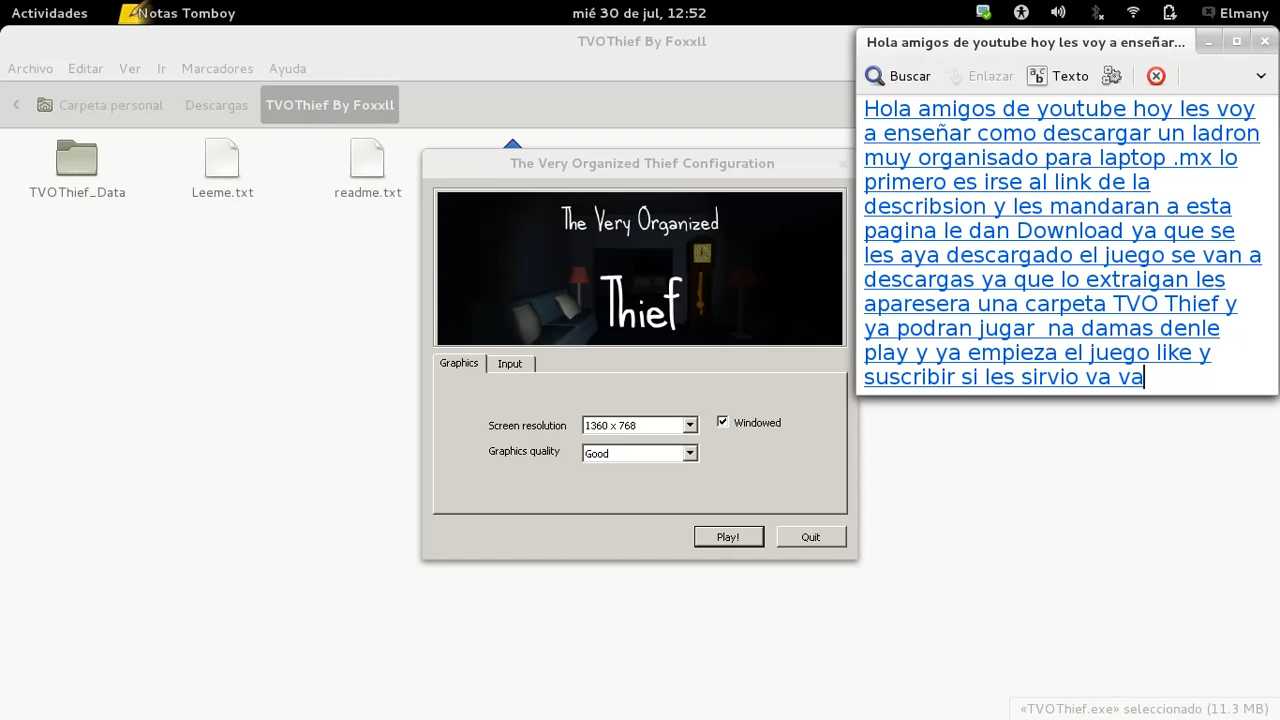 Actividades
Notas Tomboy
mié 30 de jul, 12:52
Elmany
TVOThief By Foxxll
Archivo Editar Ver Ir Marcadores Ayuda
Carpeta personal Descargas TVOThief By Foxxll
TVOThief_Data
Leeme.txt
readme.txt
The Very Organized Thief Configuration
The Very Organized
Thief
Graphics Input
Screen resolution 1360 x 768 Windowed
Graphics quality Good
Play! Quit
Hola amigos de youtube hoy les voy a enseñar...
Buscar Enlazar Texto
Hola amigos de youtube hoy les voy
a enseñar como descargar un ladron
muy organisado para laptop .mx lo
primero es irse al link de la
describsion y les mandaran a esta
pagina le dan Download ya que se
les aya descargado el juego se van a
descargas ya que lo extraigan les
aparesera una carpeta TVO Thief y
ya podran jugar  na damas denle
play y ya empieza el juego like y
suscribir si les sirvio va va
«TVOThief.exe» seleccionado (11.3 MB)